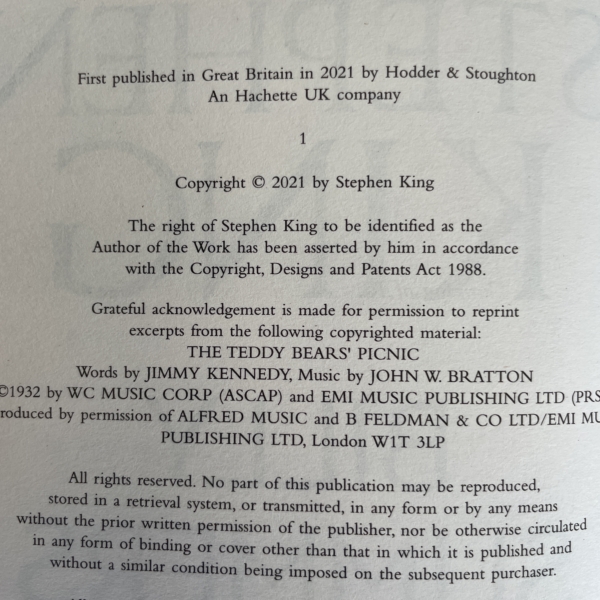 First published in Great Britain in 2021 by Hodder & Stoughton
An Hachette UK company
1
Copyright © 2021 by Stephen King
The right of Stephen King to be identified as the
Author of the Work has been asserted by him in accordance
with the Copyright, Designs and Patents Act 1988.
Grateful acknowledgement is made for permission to reprint
excerpts from the following copyrighted material:
THE TEDDY BEARS' PICNIC
Words by JIMMY KENNEDY, Music by JOHN W. BRATTON
©1932 by WC MUSIC CORP (ASCAP) and EMI MUSIC PUBLISHING LTD (PRS
roduced by permission of ALFRED MUSIC and B FELDMAN & CO LTD/EMI MU
PUBLISHING LTD, London W1T 3LP
All rights reserved. No part of this publication may be reproduced,
stored in a retrieval system, or transmitted, in any form or by any means
without the prior written permission of the publisher, nor be otherwise circulated
in any form of binding or cover other than that in which it is published and
without a similar condition being imposed on the subsequent purchaser.